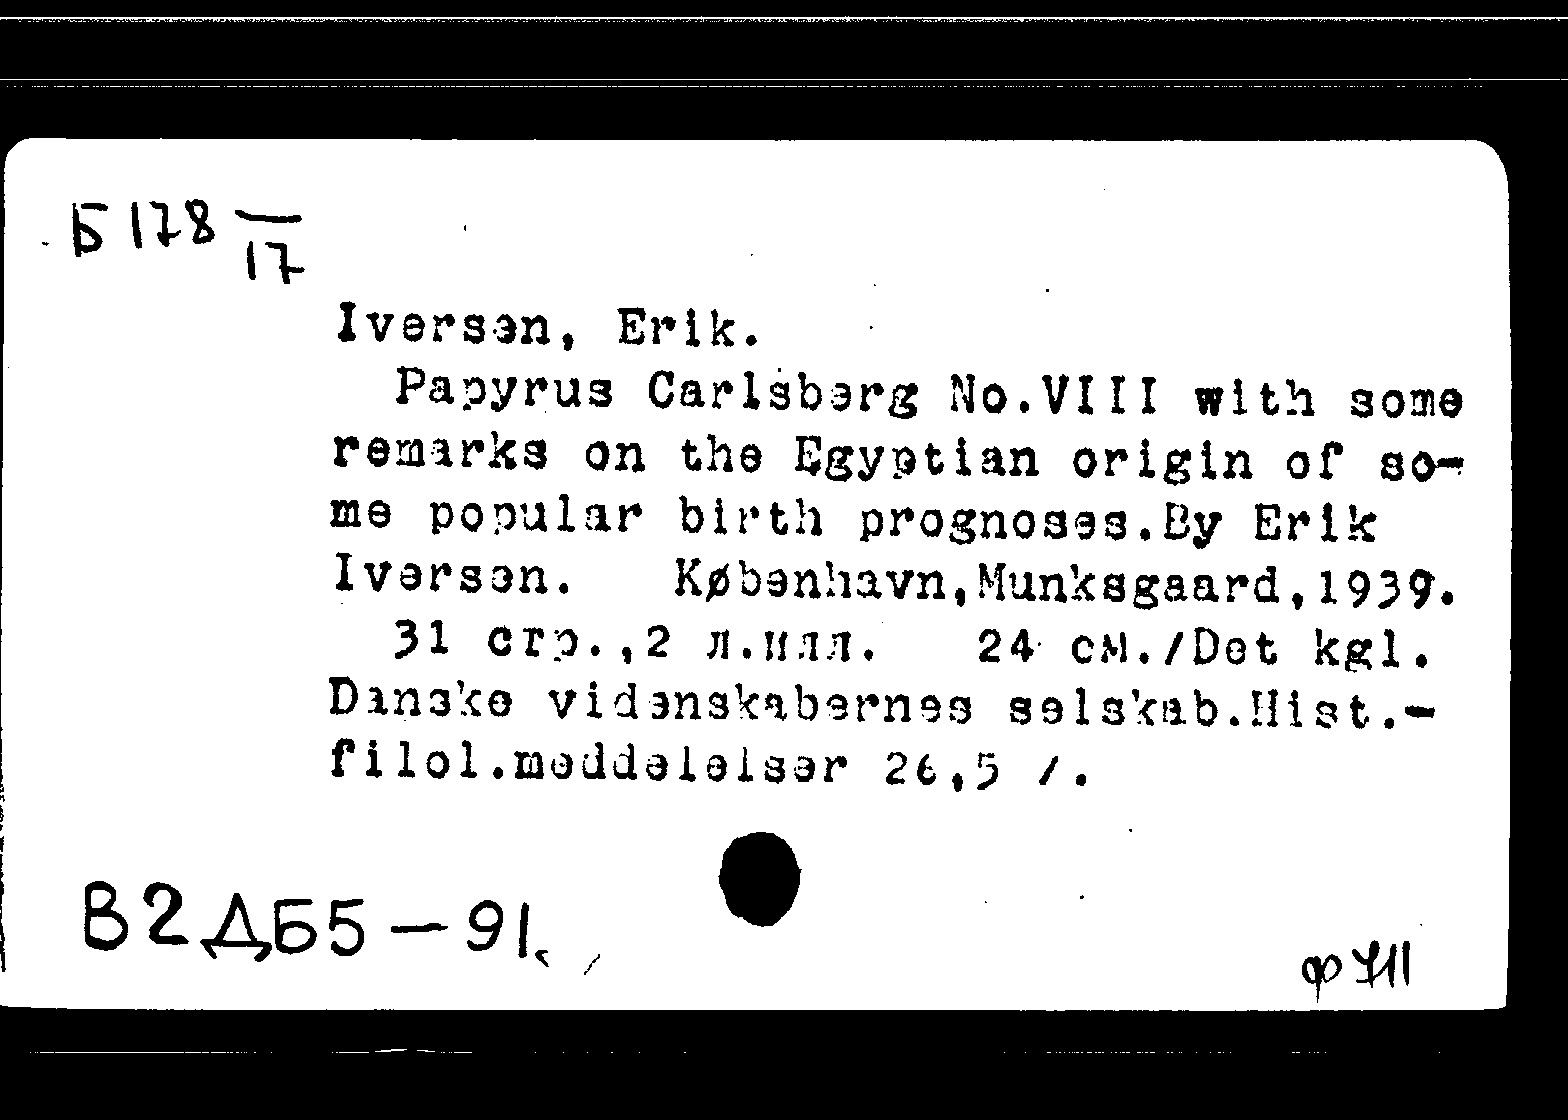 Б 178 —
17
Iversen, Erik.
Papyrus Carlsberg No.VIII with some
remarks on the Egyptian origin of so-
me popular birth prognoses.By Erik
Iversen. København,Munksgaard,1939.
31 стр.,2 л.илл. 24 см./Det kgl.
Danske videnskabernes selskab.Hist.-
filol.meddelelser 26,5 /.
В2ДБ5-91